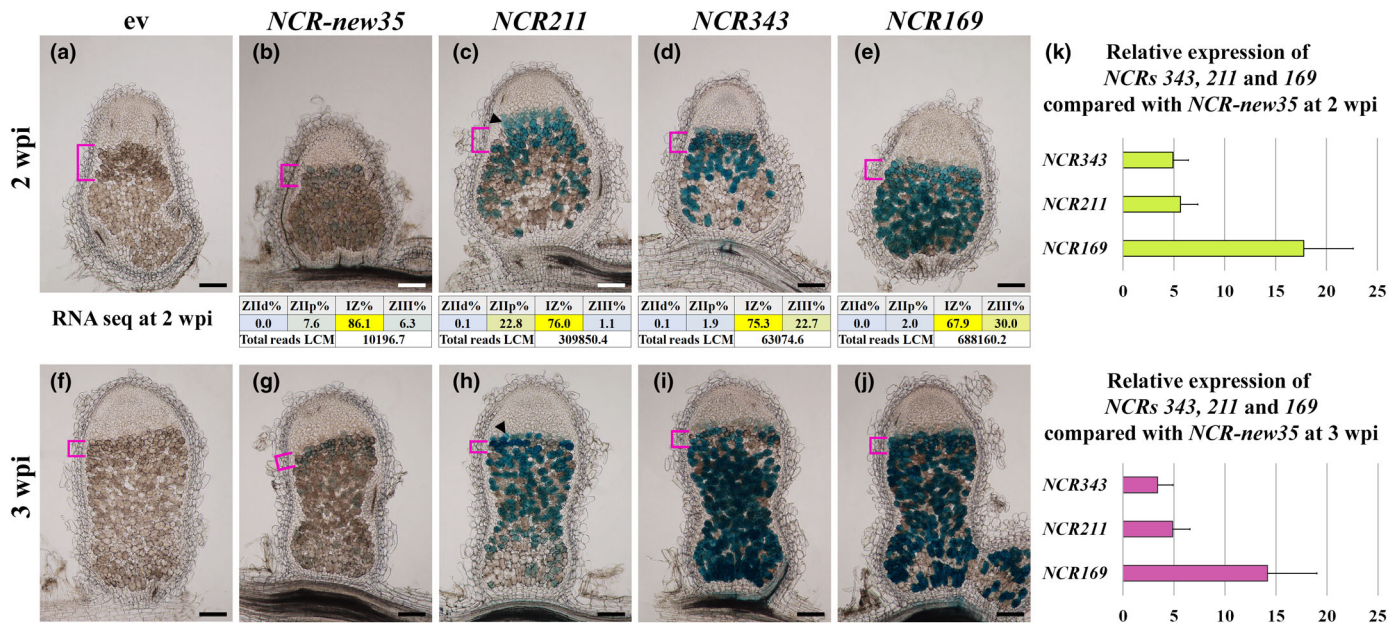 ev NCR-new35 NCR211 NCR343 NCR169
(a) (b) (c) (d) (e)
2 wpi
RNA seq at 2 wpi
ZIId% ZIIp% IZ% ZIII%
0.0 7.6 86.1 6.3
Total reads LCM 10196.7
ZIId% ZIIp% IZ% ZIII%
0.1 22.8 76.0 1.1
Total reads LCM 309850.4
ZIId% ZIIp% IZ% ZIII%
0.1 1.9 75.3 22.7
Total reads LCM 63074.6
ZIId% ZIIp% IZ% ZIII%
0.0 2.0 67.9 30.0
Total reads LCM 688160.2
(f) (g) (h) (i) (j)
3 wpi
(k) Relative expression of
NCRs 343, 211 and 169
compared with NCR-new35 at 2 wpi
NCR343
NCR211
NCR169
0 5 10 15 20 25
Relative expression of
NCRs 343, 211 and 169
compared with NCR-new35 at 3 wpi
NCR343
NCR211
NCR169
0 5 10 15 20 25